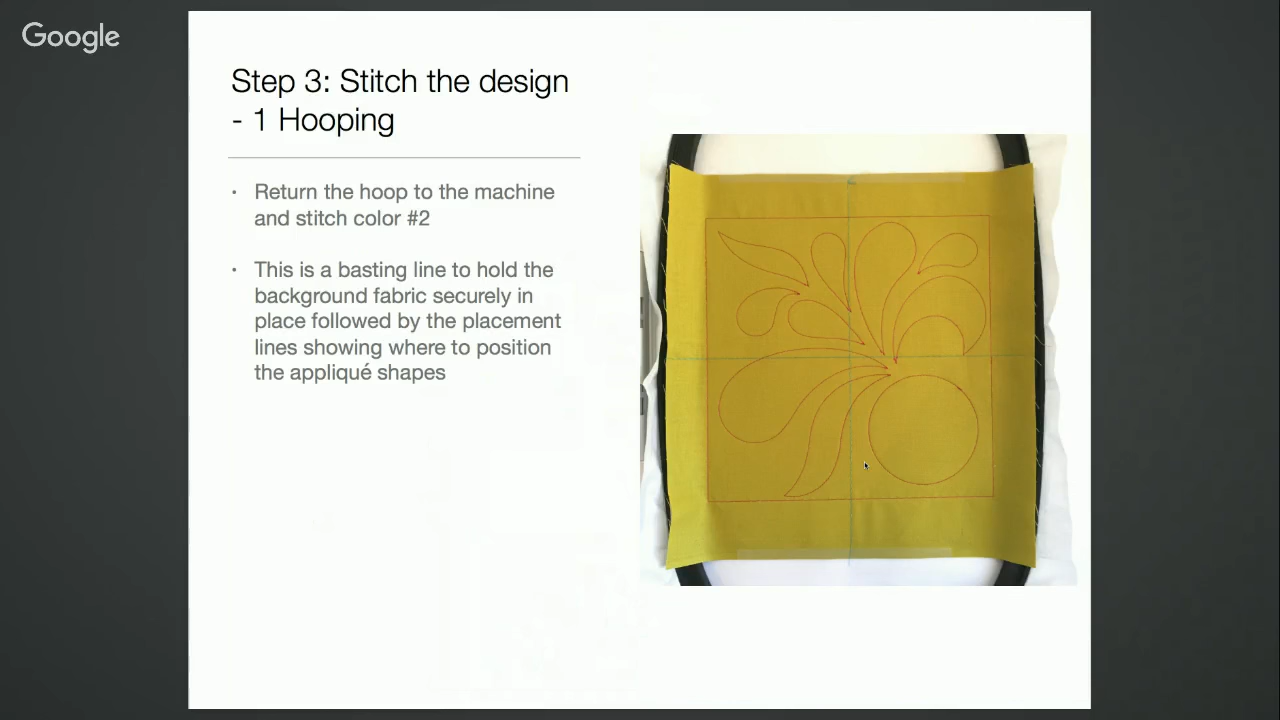 Google
Step 3: Stitch the design
- 1 Hooping
· Return the hoop to the machine
and stitch color #2
· This is a basting line to hold the
background fabric securely in
place followed by the placement
lines showing where to position
the appliqué shapes